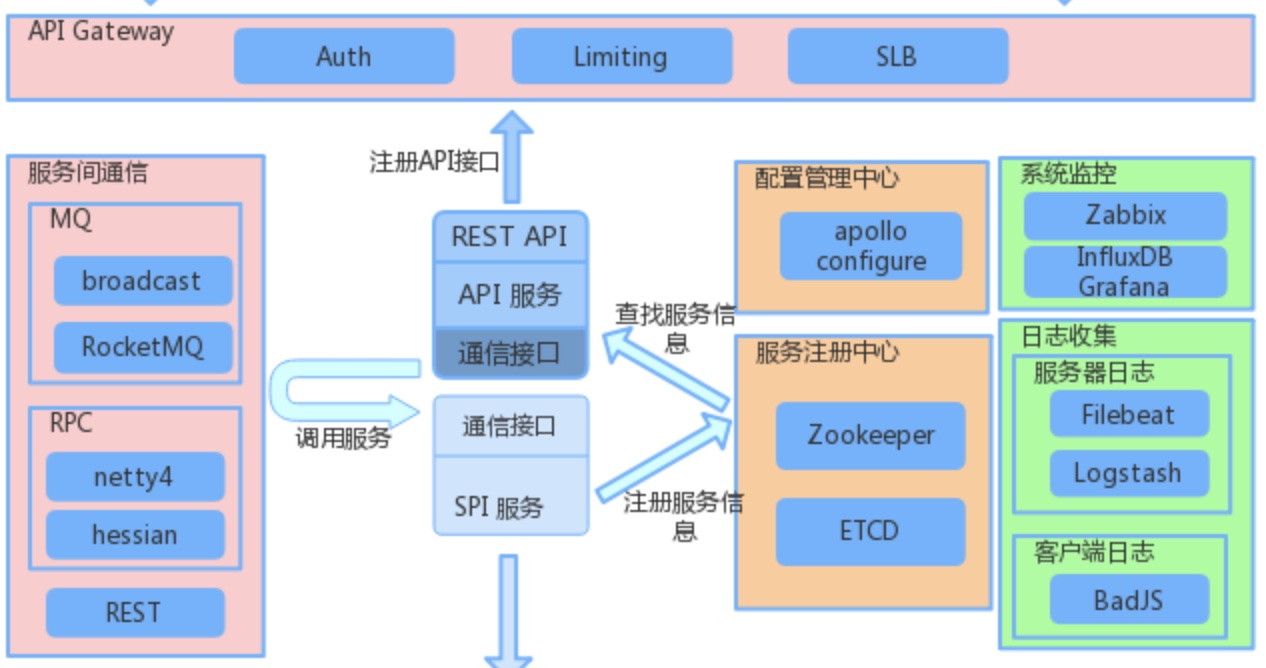 API Gateway
Auth
Limiting
SLB
注册API接口
服务间通信
MQ
broadcast
RocketMQ
RPC
netty4
hessian
REST
REST API
API 服务
通信接口
调用服务
通信接口
SPI 服务
查找服务信
息
注册服务信
息
配置管理中心
apollo
configure
服务注册中心
Zookeeper
ETCD
系统监控
Zabbix
InfluxDB
Grafana
日志收集
服务器日志
Filebeat
Logstash
客户端日志
BadJS